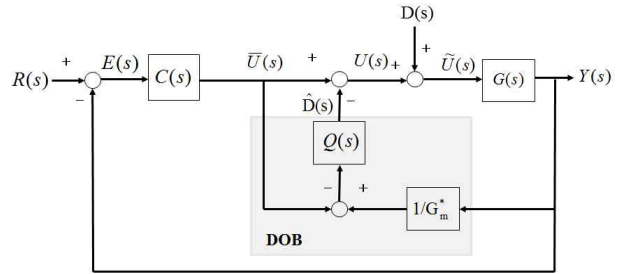 D(s)
+
+ E(s) C(s) U̅(s) + U(s) + Ũ(s) G(s) Y(s)
R(s)
−
D̂(s) −
Q(s)
− +
1/G*m
DOB